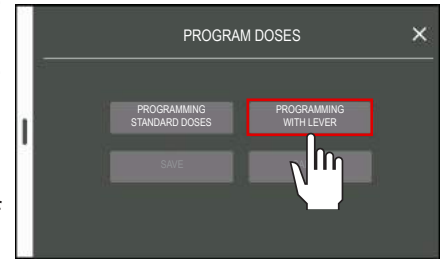 PROGRAM DOSES
PROGRAMMING
STANDARD DOSES
PROGRAMMING
WITH LEVER
SAVE